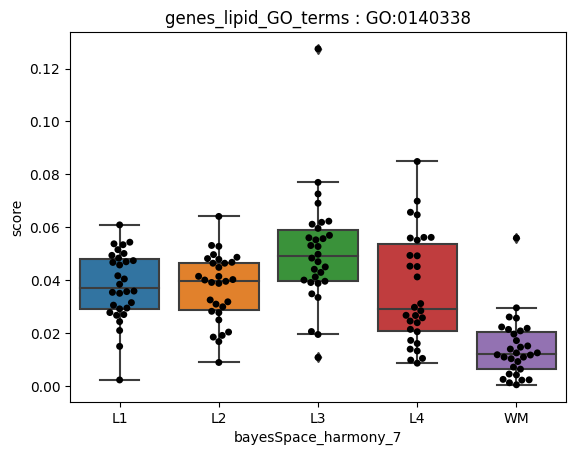 genes_lipid_GO_terms : GO:0140338
0.12
0.10
0.08
0.06
0.04
0.02
0.00
score
L1 L2 L3 L4 WM
bayesSpace_harmony_7